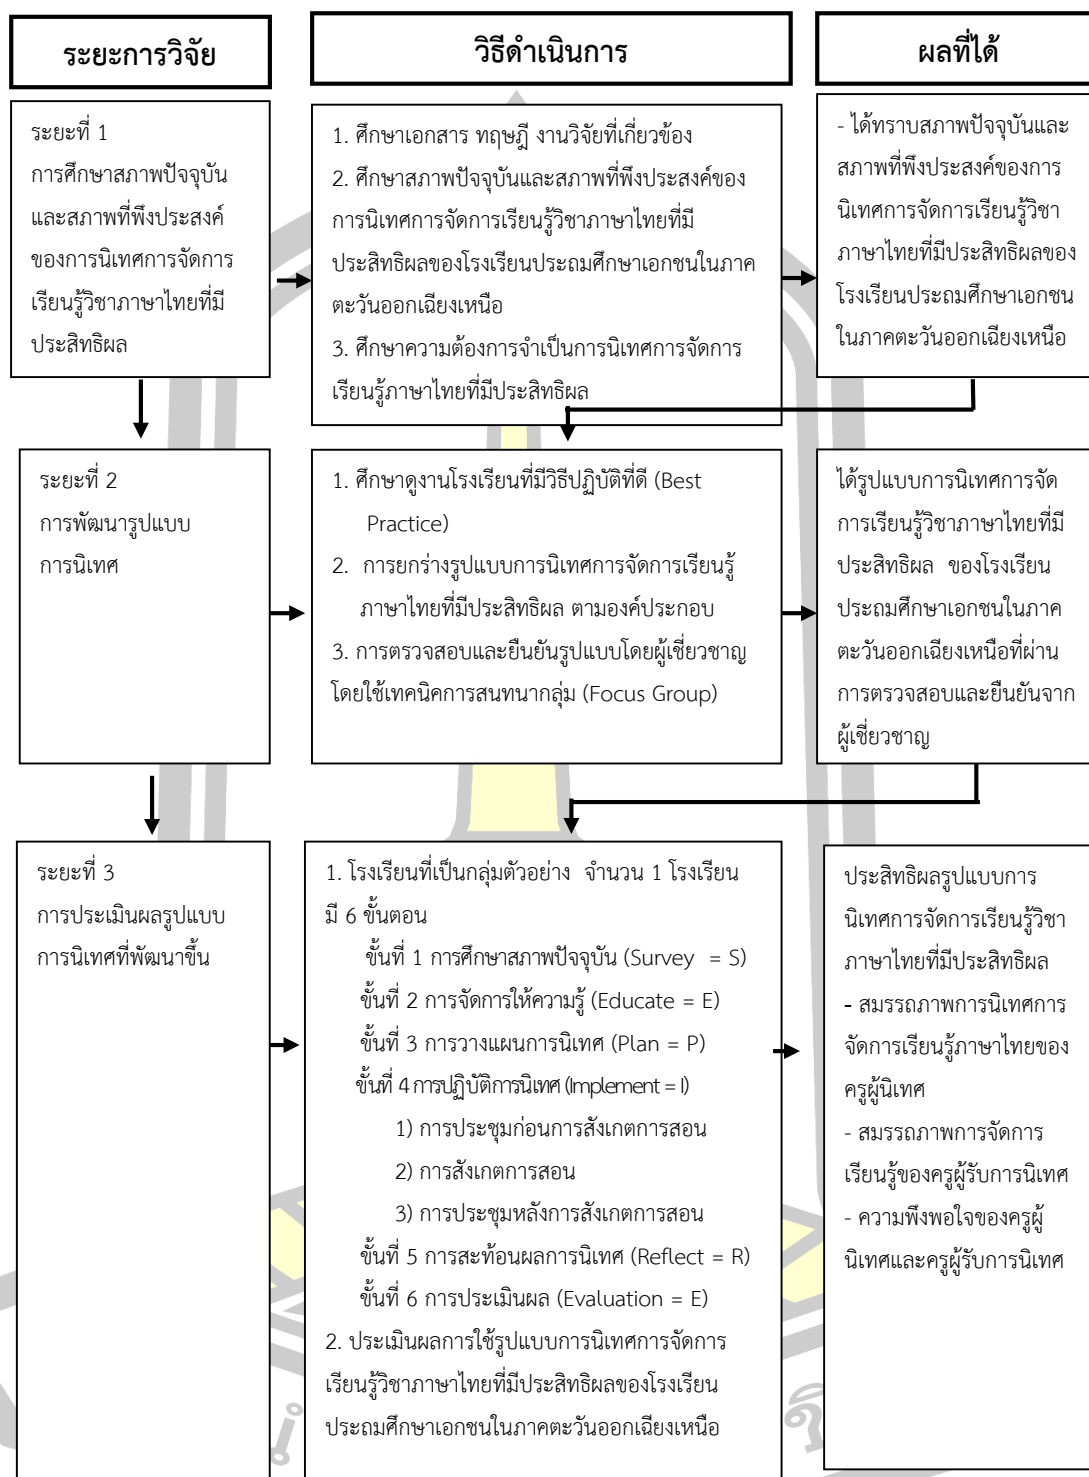 ระยะการวิจัย
วิธีดำเนินการ
ผลที่ได้
ระยะที่ 1
การศึกษาสภาพปัจจุบัน
และสภาพที่พึงประสงค์
ของการนิเทศการจัดการ
เรียนรู้วิชาภาษาไทยที่มี
ประสิทธิผล
1. ศึกษาเอกสาร ทฤษฎี งานวิจัยที่เกี่ยวข้อง
2. ศึกษาสภาพปัจจุบันและสภาพที่พึงประสงค์ของ
การนิเทศการจัดการเรียนรู้วิชาภาษาไทยที่มี
ประสิทธิผลของโรงเรียนประถมศึกษาเอกชนในภาค
ตะวันออกเฉียงเหนือ
3. ศึกษาความต้องการจำเป็นการนิเทศการจัดการ
เรียนรู้ภาษาไทยที่มีประสิทธิผล
- ได้ทราบสภาพปัจจุบันและ
สภาพที่พึงประสงค์ของการ
นิเทศการจัดการเรียนรู้วิชา
ภาษาไทยที่มีประสิทธิผลของ
โรงเรียนประถมศึกษาเอกชน
ในภาคตะวันออกเฉียงเหนือ
ระยะที่ 2
การพัฒนารูปแบบ
การนิเทศ
1. ศึกษาดูงานโรงเรียนที่มีวิธีปฏิบัติที่ดี (Best
Practice)
2. การยกร่างรูปแบบการนิเทศการจัดการเรียนรู้
ภาษาไทยที่มีประสิทธิผล ตามองค์ประกอบ
3. การตรวจสอบและยืนยันรูปแบบโดยผู้เชี่ยวชาญ
โดยใช้เทคนิคการสนทนากลุ่ม (Focus Group)
ได้รูปแบบการนิเทศการจัด
การเรียนรู้วิชาภาษาไทยที่มี
ประสิทธิผล ของโรงเรียน
ประถมศึกษาเอกชนในภาค
ตะวันออกเฉียงเหนือที่ผ่าน
การตรวจสอบและยืนยันจาก
ผู้เชี่ยวชาญ
ระยะที่ 3
การประเมินผลรูปแบบ
การนิเทศที่พัฒนาขึ้น
1. โรงเรียนที่เป็นกลุ่มตัวอย่าง จำนวน 1 โรงเรียน
มี 6 ขั้นตอน
ขั้นที่ 1 การศึกษาสภาพปัจจุบัน (Survey = S)
ขั้นที่ 2 การจัดการให้ความรู้ (Educate = E)
ขั้นที่ 3 การวางแผนการนิเทศ (Plan = P)
ขั้นที่ 4 การปฏิบัติการนิเทศ (Implement = I)
1) การประชุมก่อนการสังเกตการสอน
2) การสังเกตการสอน
3) การประชุมหลังการสังเกตการสอน
ขั้นที่ 5 การสะท้อนผลการนิเทศ (Reflect = R)
ขั้นที่ 6 การประเมินผล (Evaluation = E)
2. ประเมินผลการใช้รูปแบบการนิเทศการจัดการ
เรียนรู้วิชาภาษาไทยที่มีประสิทธิผลของโรงเรียน
ประถมศึกษาเอกชนในภาคตะวันออกเฉียงเหนือ
ประสิทธิผลรูปแบบการ
นิเทศการจัดการเรียนรู้วิชา
ภาษาไทยที่มีประสิทธิผล
- สมรรถภาพการนิเทศการ
จัดการเรียนรู้ภาษาไทยของ
ครูผู้นิเทศ
- สมรรถภาพการจัดการ
เรียนรู้ของครูผู้รับการนิเทศ
- ความพึงพอใจของครูผู้
นิเทศและครูผู้รับการนิเทศ